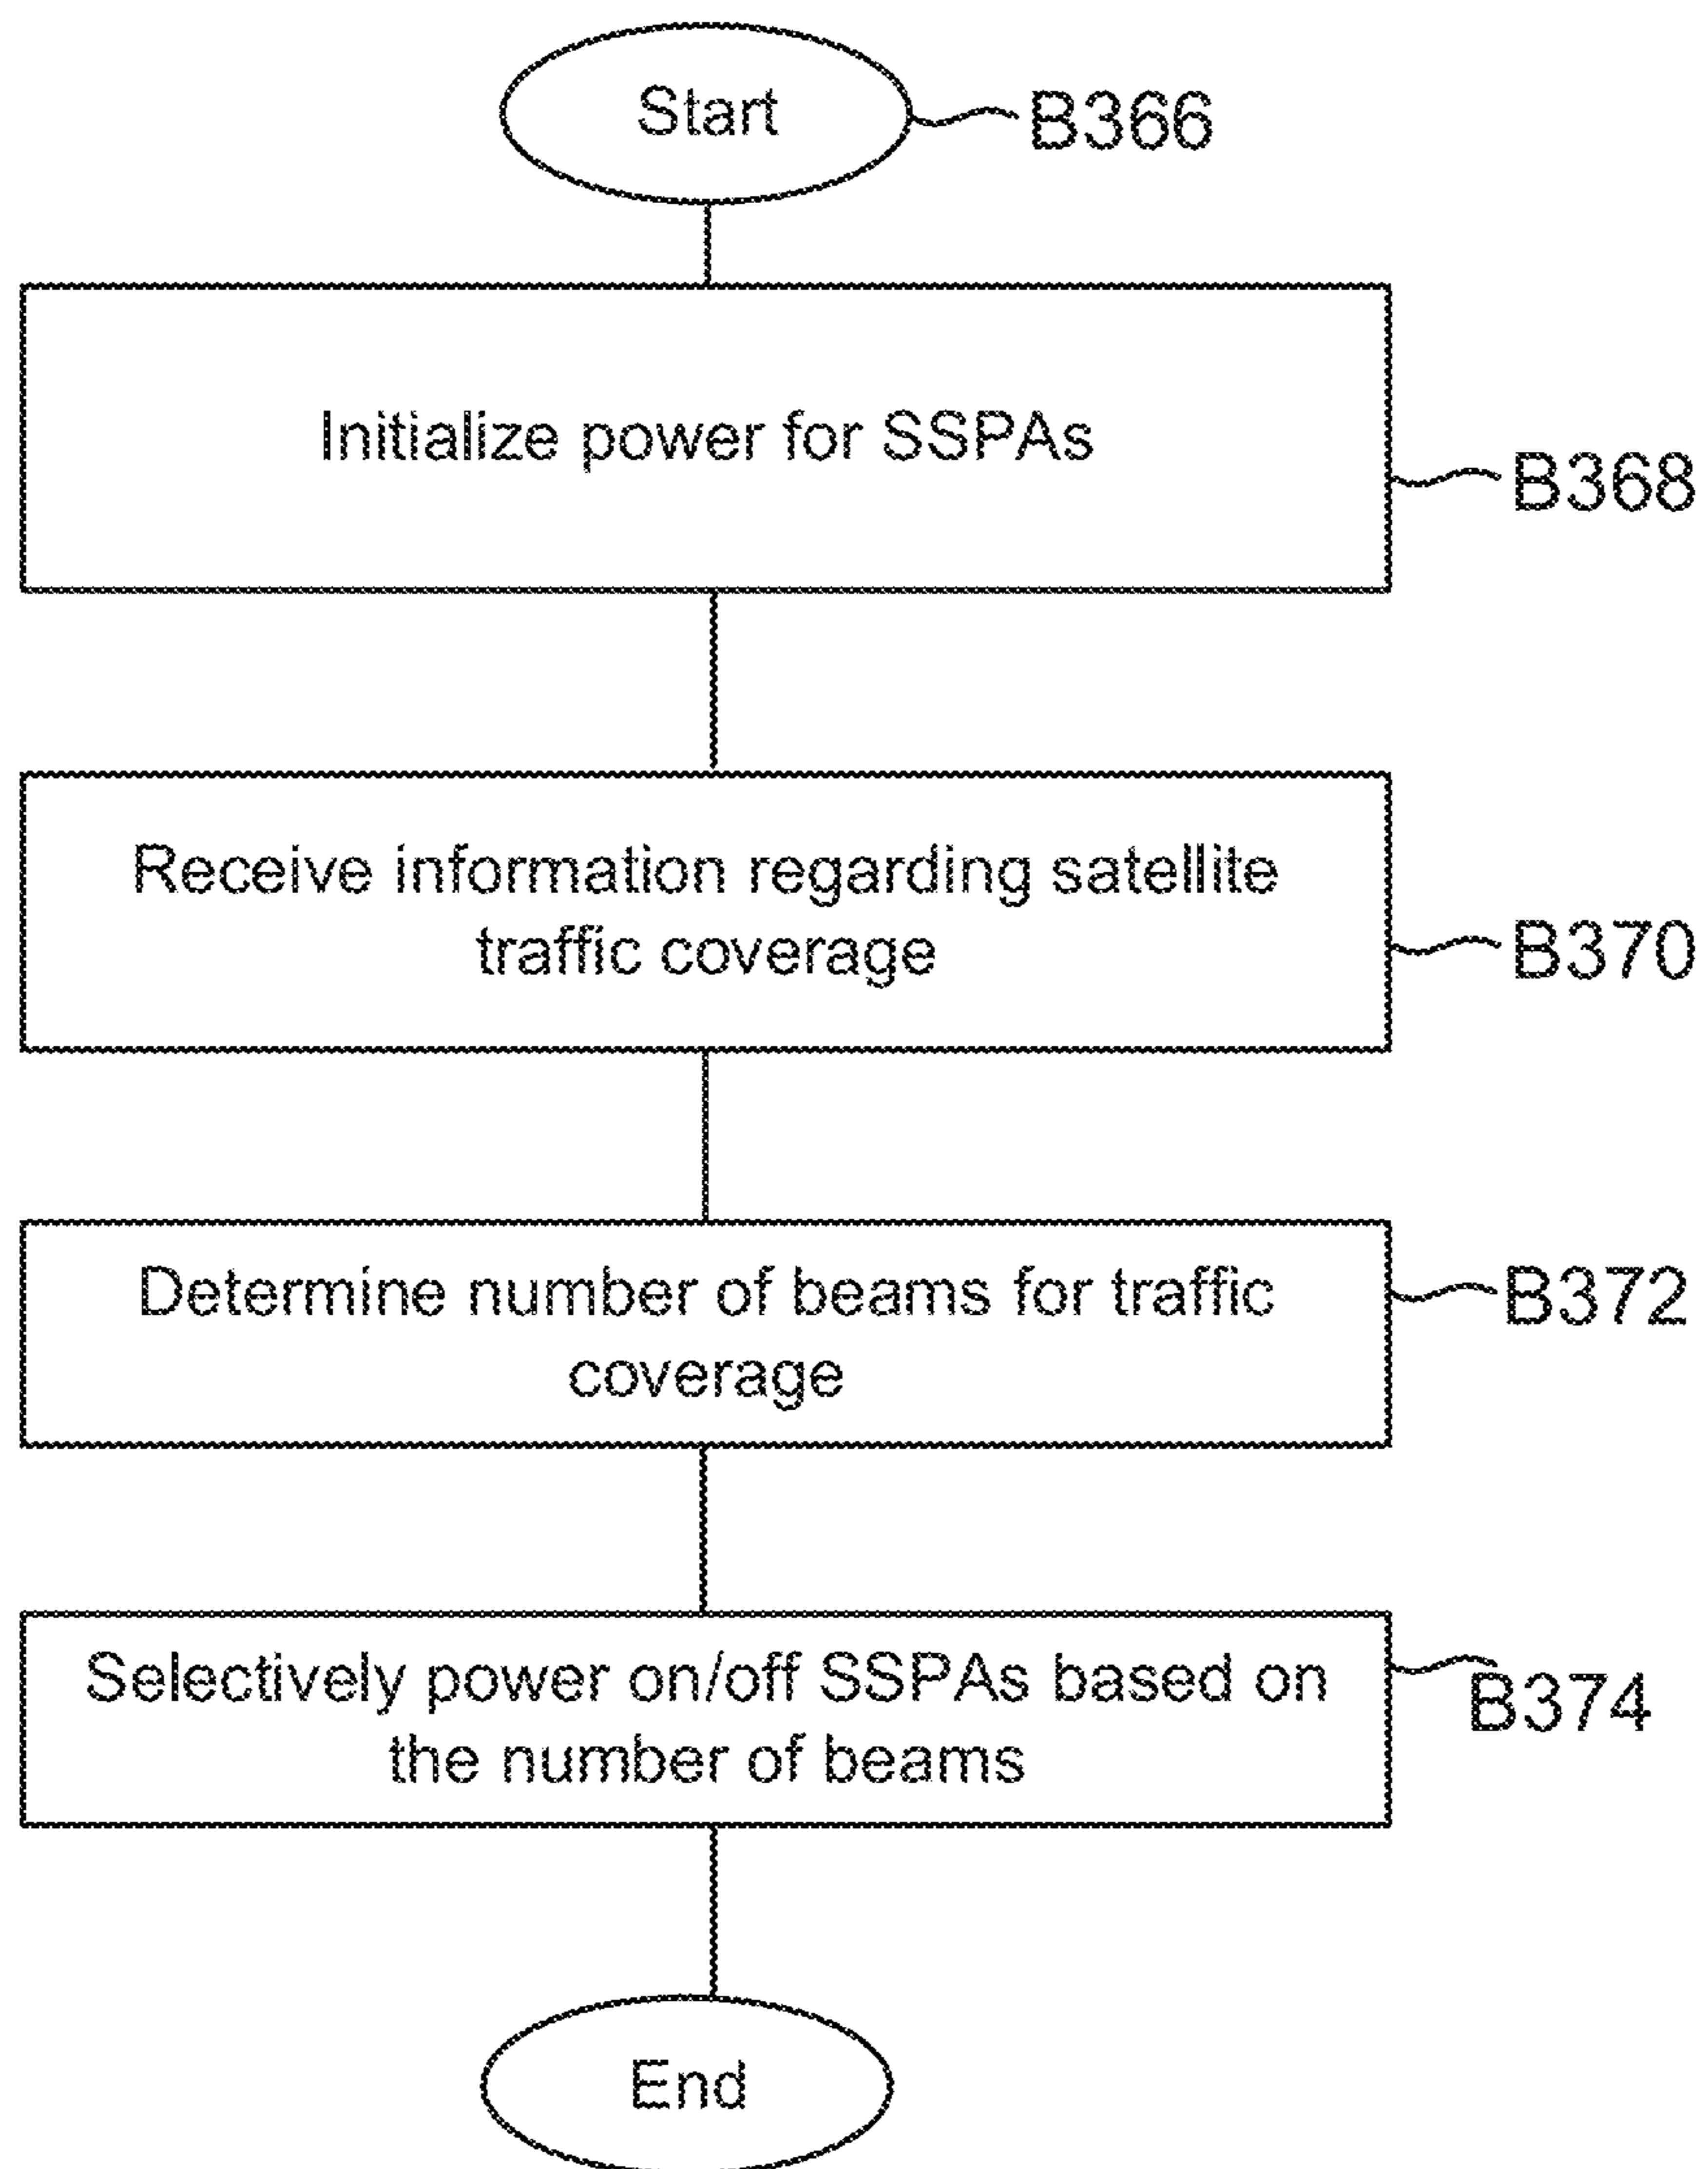 Start
B366
Initialize power for SSPAs
B368
Receive information regarding satellite
traffic coverage
B370
Determine number of beams for traffic
coverage
B372
Selectively power on/off SSPAs based on
the number of beams
B374
End